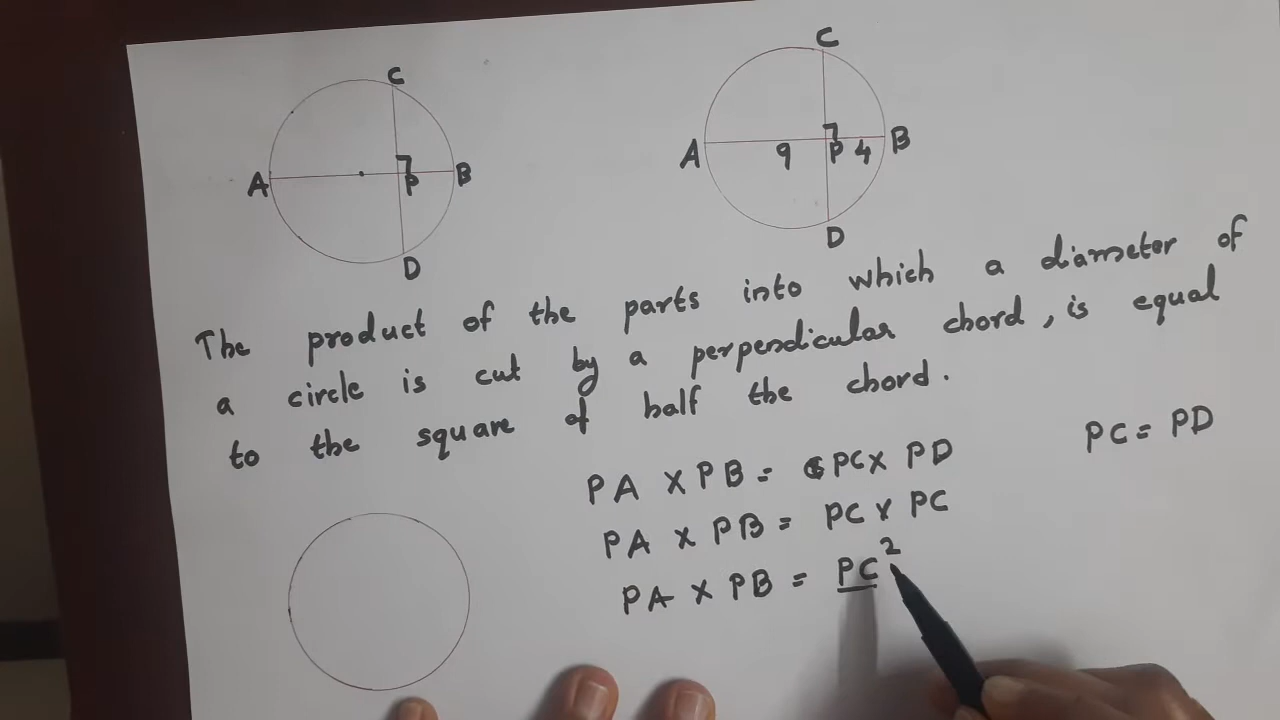 C
A
P
B
D
C
A
9
P
4
B
D
The product of the parts into which a diameter of
a circle is cut by a perpendicular chord, is equal
to the square of half the chord.
PA X PB = PC X PD
PC = PD
PA X PB = PC X PC
PA X PB = PC²